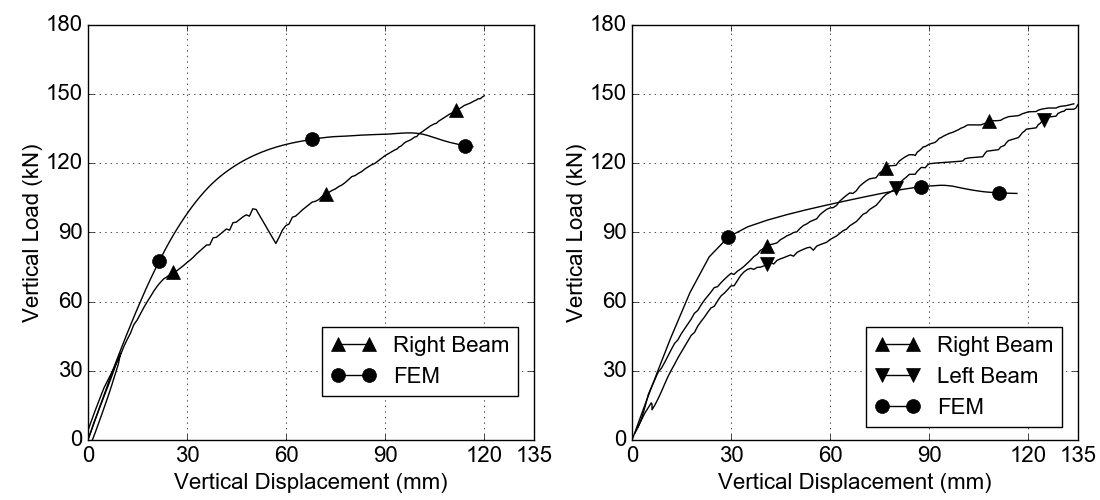 180
150
120
90
60
30
0
0 30 60 90 120 135
Vertical Load (kN)
Vertical Displacement (mm)
Right Beam
FEM
180
150
120
90
60
30
0
0 30 60 90 120 135
Vertical Load (kN)
Vertical Displacement (mm)
Right Beam
Left Beam
FEM